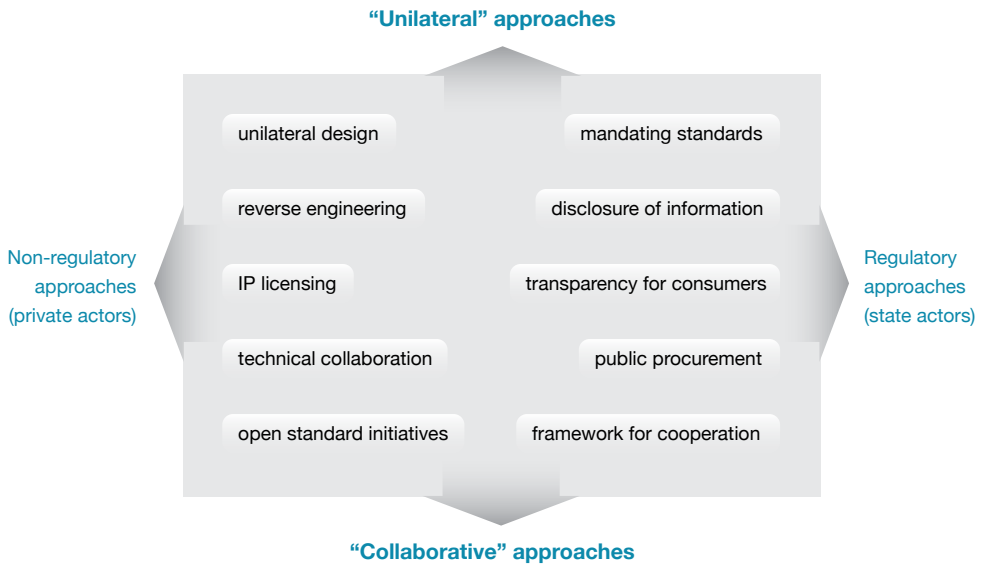 “Unilateral” approaches
unilateral design
mandating standards
reverse engineering
disclosure of information
Non-regulatory
approaches
(private actors)
IP licensing
transparency for consumers
Regulatory
approaches
(state actors)
technical collaboration
public procurement
open standard initiatives
framework for cooperation
“Collaborative” approaches